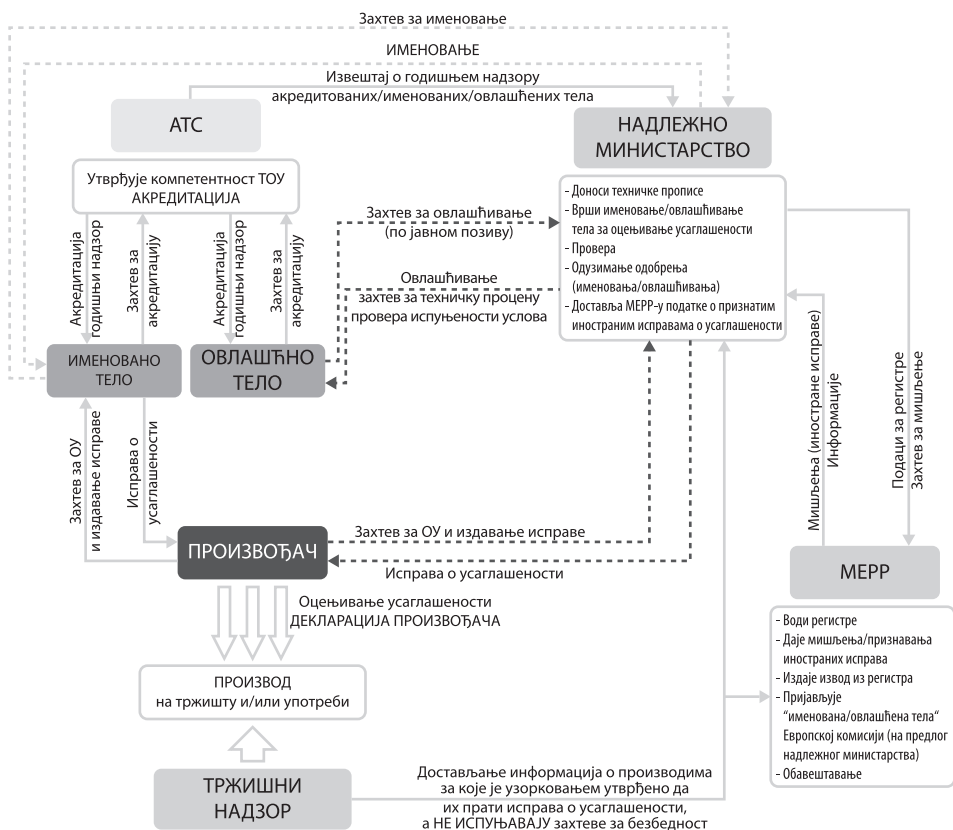 Захтев за именовање
ИМЕНОВАЊЕ
Извештај о годишњем надзору
акредитованих/именованих/овлашћених тела
АТС
НАДЛЕЖНО
МИНИСТАРСТВО
Утврђује компетентност ТОУ
АКРЕДИТАЦИЈА
- Доноси техничке прописе
- Врши именовање/овлашћивање
тела за оцењивање усаглашености
- Провера
- Одузимање одобрења
(именовања/овлашћивања)
- Доставља МЕРР-у податке о признатим
иностраним исправама о усаглашености
Захтев за овлашћивање
(по јавном позиву)
Овлашћивање
захтев за техничку процену
провера испуњености услова
Акредитација
годишњи надзор
Захтев за
акредитацију
Акредитација
годишњи надзор
Захтев за
акредитацију
ИМЕНОВАНО
ТЕЛО
ОВЛАШЋНО
ТЕЛО
Захтев за ОУ
и издавање исправе
Исправа о
усаглашености
Мишљења (иностране исправе)
Информације
Подаци за регистре
Захтев за мишљење
ПРОИЗВОЂАЧ
Захтев за ОУ и издавање исправе
Исправа о усаглашености
МЕРР
Оцењивање усаглашености
ДЕКЛАРАЦИЈА ПРОИЗВОЂАЧА
- Води регистре
- Даје мишљења/признавања
иностраних исправа
- Издаје извод из регистра
- Пријављује
“именована/овлашћена тела“
Европској комисији (на предлог
надлежног министарства)
- Обавештавање
ПРОИЗВОД
на тржишту и/или употреби
ТРЖИШНИ
НАДЗОР
Достављање информација о производима
за које је узорковањем утврђено да
их прати исправа о усаглашености,
а НЕ ИСПУЊАВАЈУ захтеве за безбедност